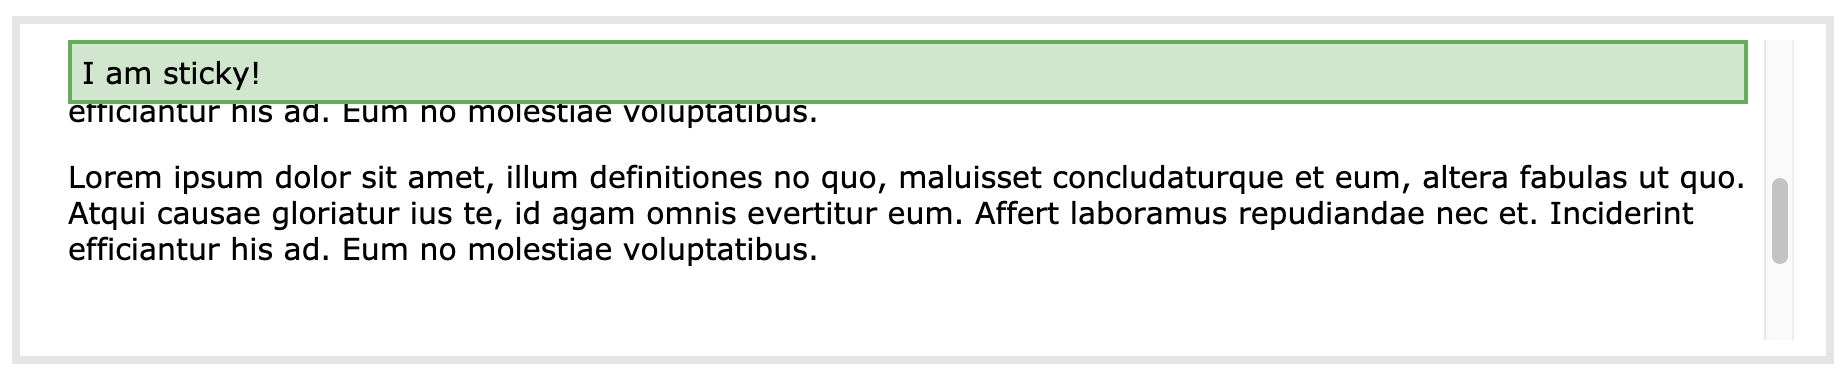 I am sticky!
efficiantur his ad. Eum no molestiae voluptatibus.
Lorem ipsum dolor sit amet, illum definitiones no quo, maluisset concludaturque et eum, altera fabulas ut quo.
Atqui causae gloriatur ius te, id agam omnis evertitur eum. Affert laboramus repudiandae nec et. Inciderint
efficiantur his ad. Eum no molestiae voluptatibus.